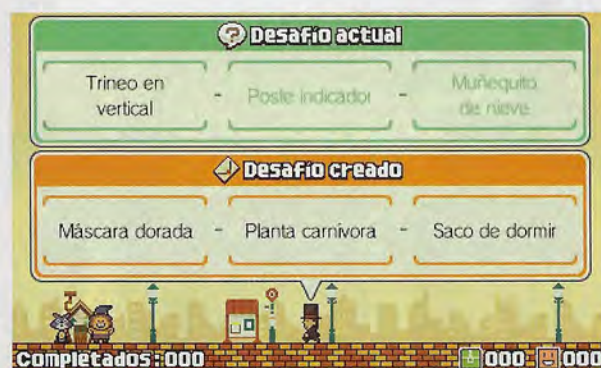 Desafío actual
Trineo en vertical - Poste indicador - Muñequito de nieve
Desafío creado
Máscara dorada - Planta carnívora - Saco de dormir
Completados:000 000 000